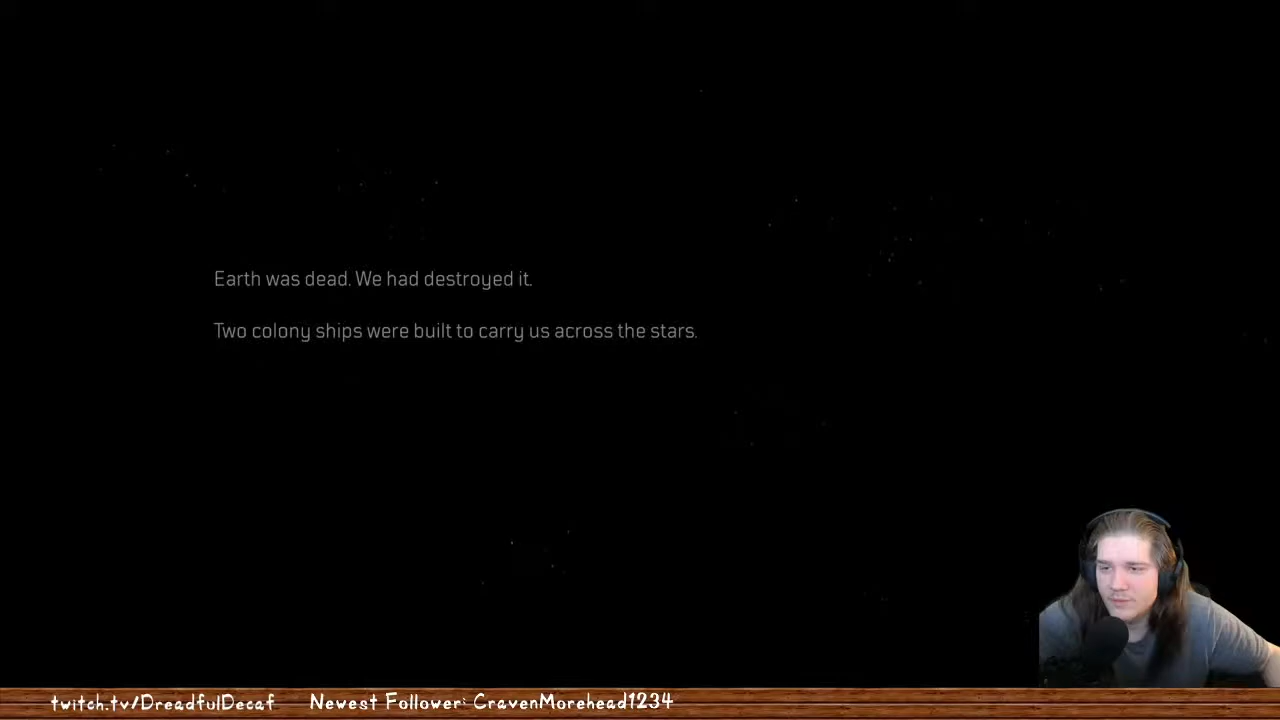 Earth was dead. We had destroyed it.
Two colony ships were built to carry us across the stars.
twitch.tv/DreadfulDecaf Newest Follower: CravenMorehead1234